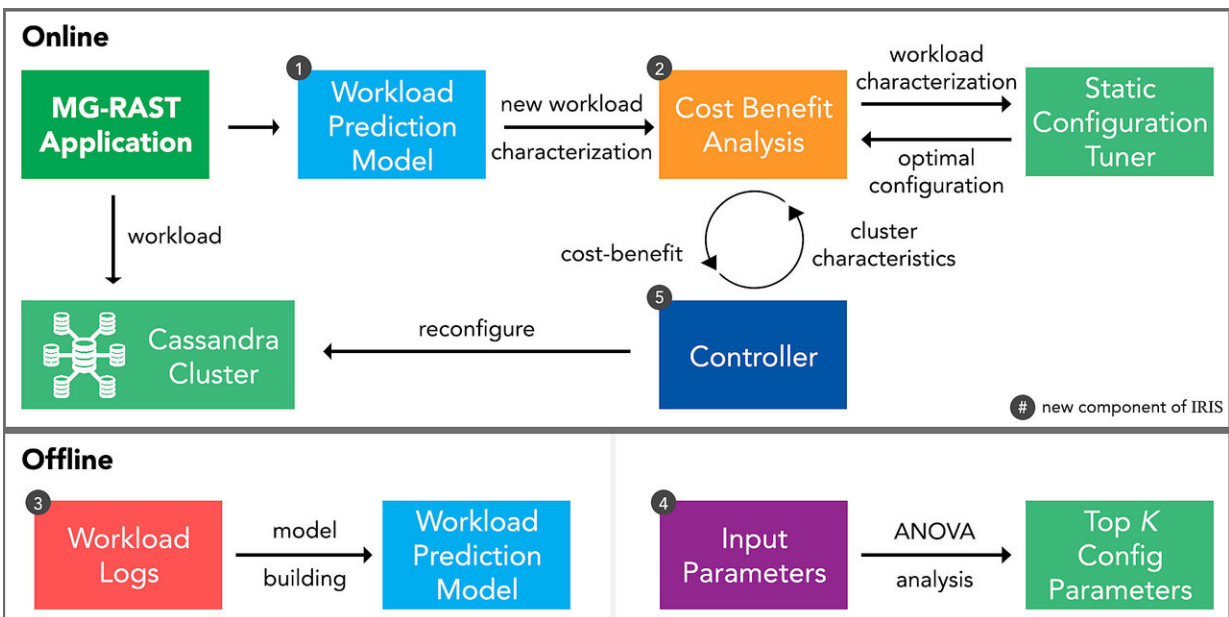 Online
MG-RAST
Application
1
Workload
Prediction
Model
new workload
characterization
2
Cost Benefit
Analysis
workload
characterization
optimal
configuration
Static
Configuration
Tuner
workload
cost-benefit
cluster
characteristics
Cassandra
Cluster
reconfigure
5
Controller
# new component of IRIS
Offline
3
Workload
Logs
model
building
Workload
Prediction
Model
4
Input
Parameters
ANOVA
analysis
Top K
Config
Parameters